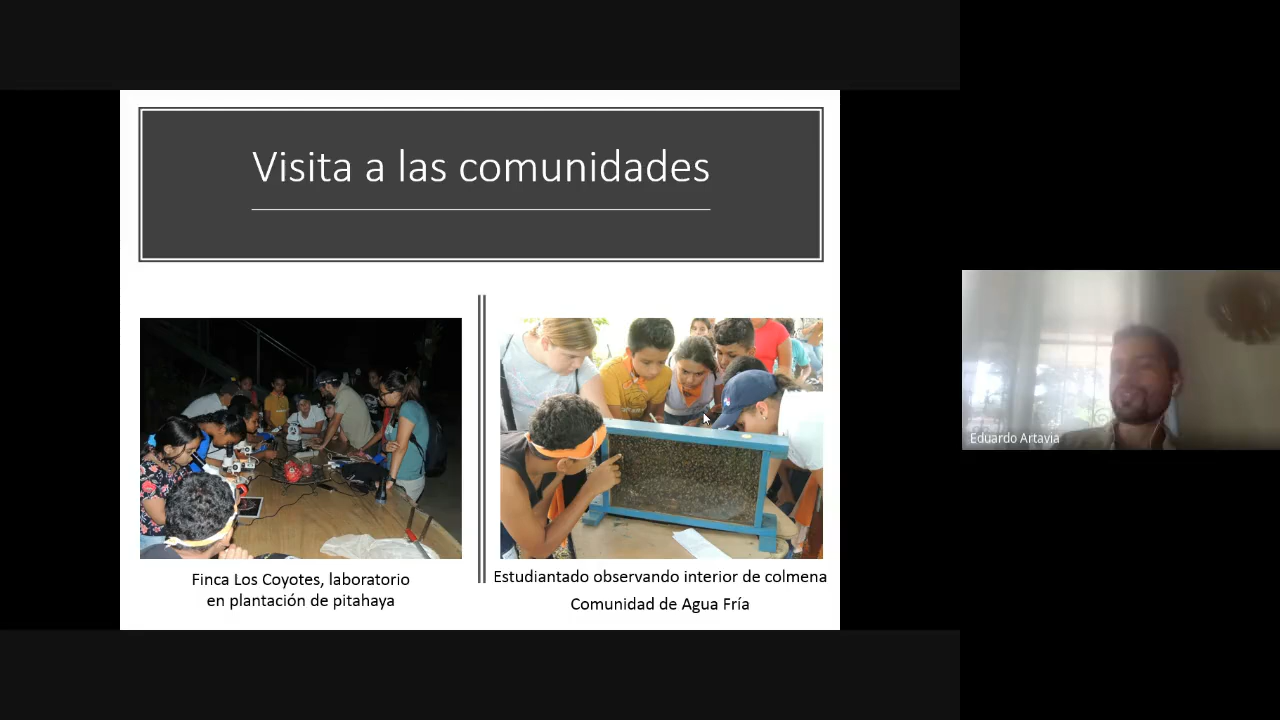 Visita a las comunidades
Finca Los Coyotes, laboratorio
en plantación de pitahaya
Estudiantado observando interior de colmena
Comunidad de Agua Fría
Eduardo Artavia